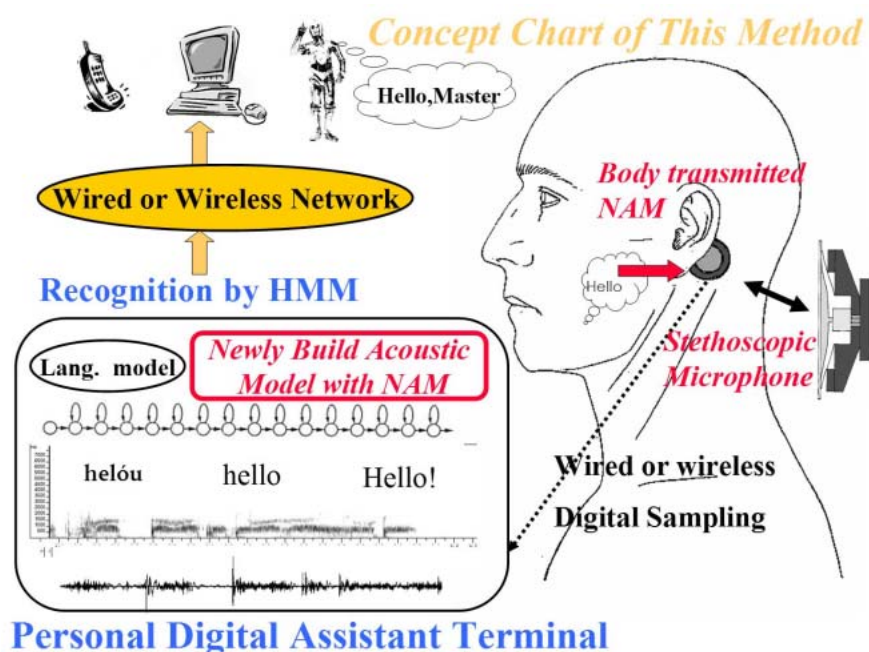 Concept Chart of This Method
Hello,Master
Wired or Wireless Network
Body transmitted
NAM
Hello
Recognition by HMM
Stethoscopic
Microphone
Lang. model
Newly Build Acoustic
Model with NAM
helóu hello Hello!
Wired or wireless
Digital Sampling
Personal Digital Assistant Terminal